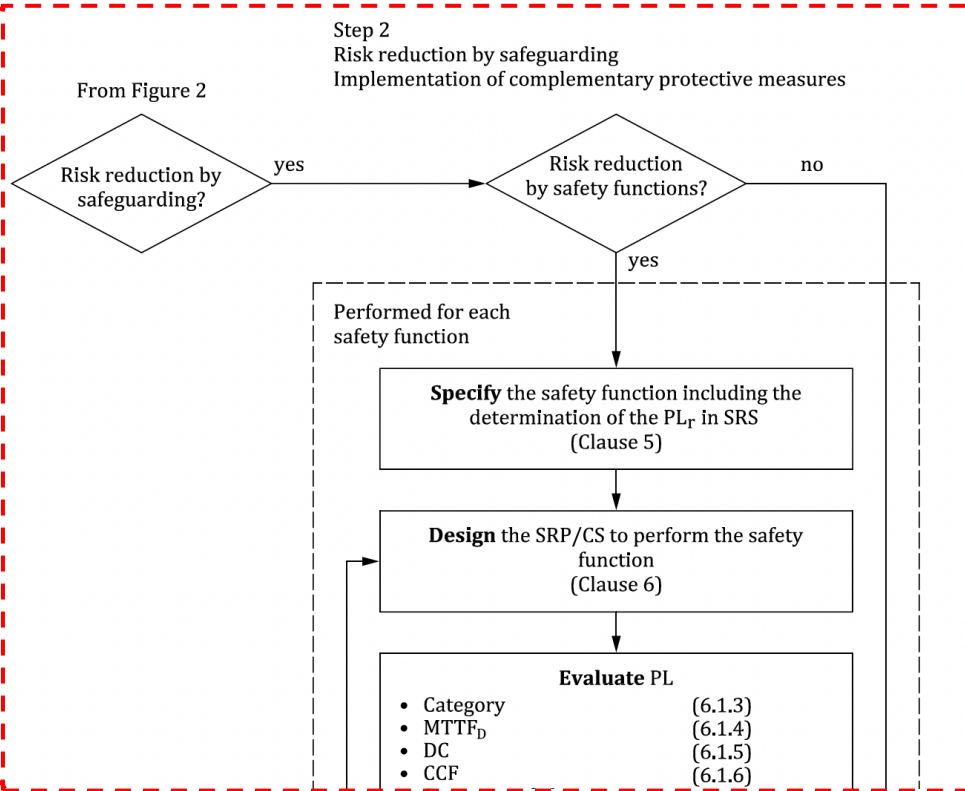 Step 2
Risk reduction by safeguarding
Implementation of complementary protective measures
From Figure 2
Risk reduction by
safeguarding?
yes
Risk reduction
by safety functions?
no
yes
Performed for each
safety function
Specify the safety function including the
determination of the PLr in SRS
(Clause 5)
Design the SRP/CS to perform the safety
function
(Clause 6)
Evaluate PL
• Category (6.1.3)
• MTTFD (6.1.4)
• DC (6.1.5)
• CCF (6.1.6)